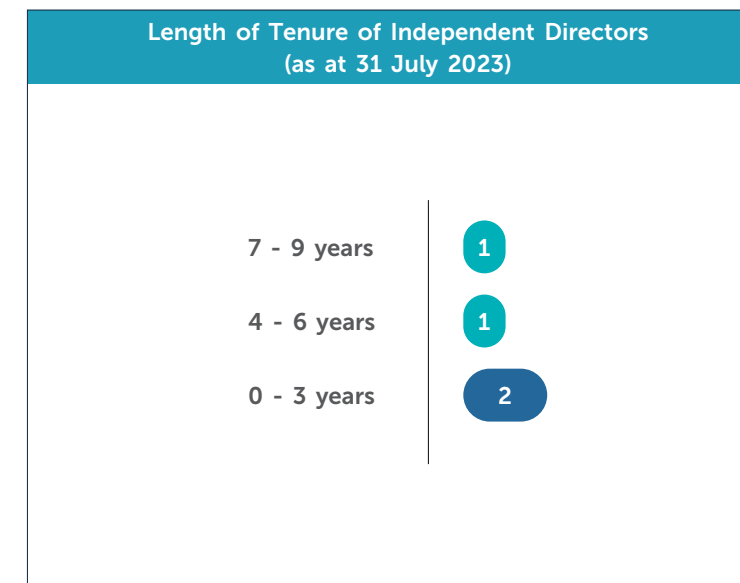 Length of Tenure of Independent Directors
(as at 31 July 2023)
7 - 9 years 1
4 - 6 years 1
0 - 3 years 2